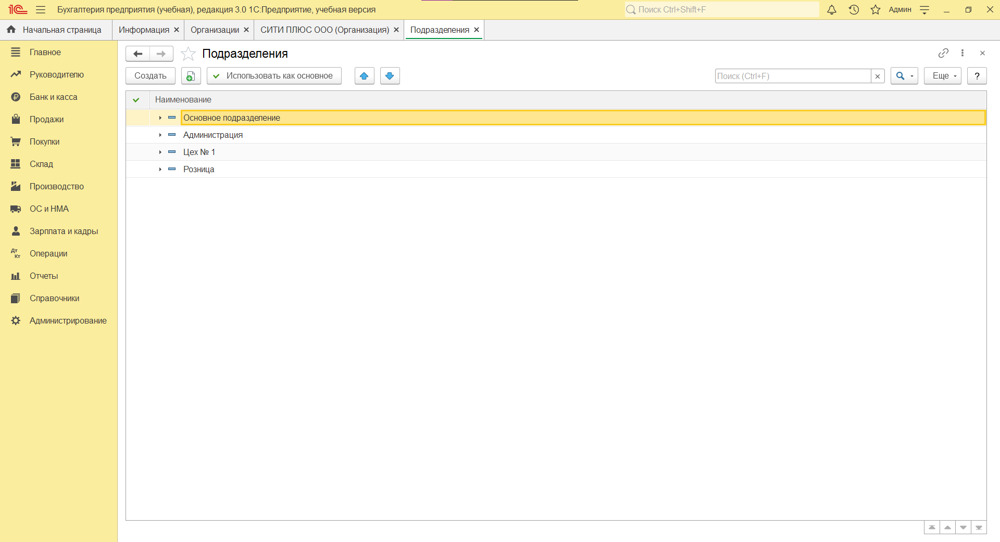 1С Бухгалтерия предприятия (учебная), редакция 3.0 1С:Предприятие, учебная версия Поиск Ctrl+Shift+F Админ
Начальная страница Информация Организации СИТИ ПЛЮС ООО (Организация) Подразделения
Главное
Руководителю
Банк и касса
Продажи
Покупки
Склад
Производство
ОС и НМА
Зарплата и кадры
Дт Кт Операции
Отчеты
Справочники
Администрирование
Подразделения
Создать Использовать как основное Поиск (Ctrl+F) Еще ?
Наименование
Основное подразделение
Администрация
Цех № 1
Розница